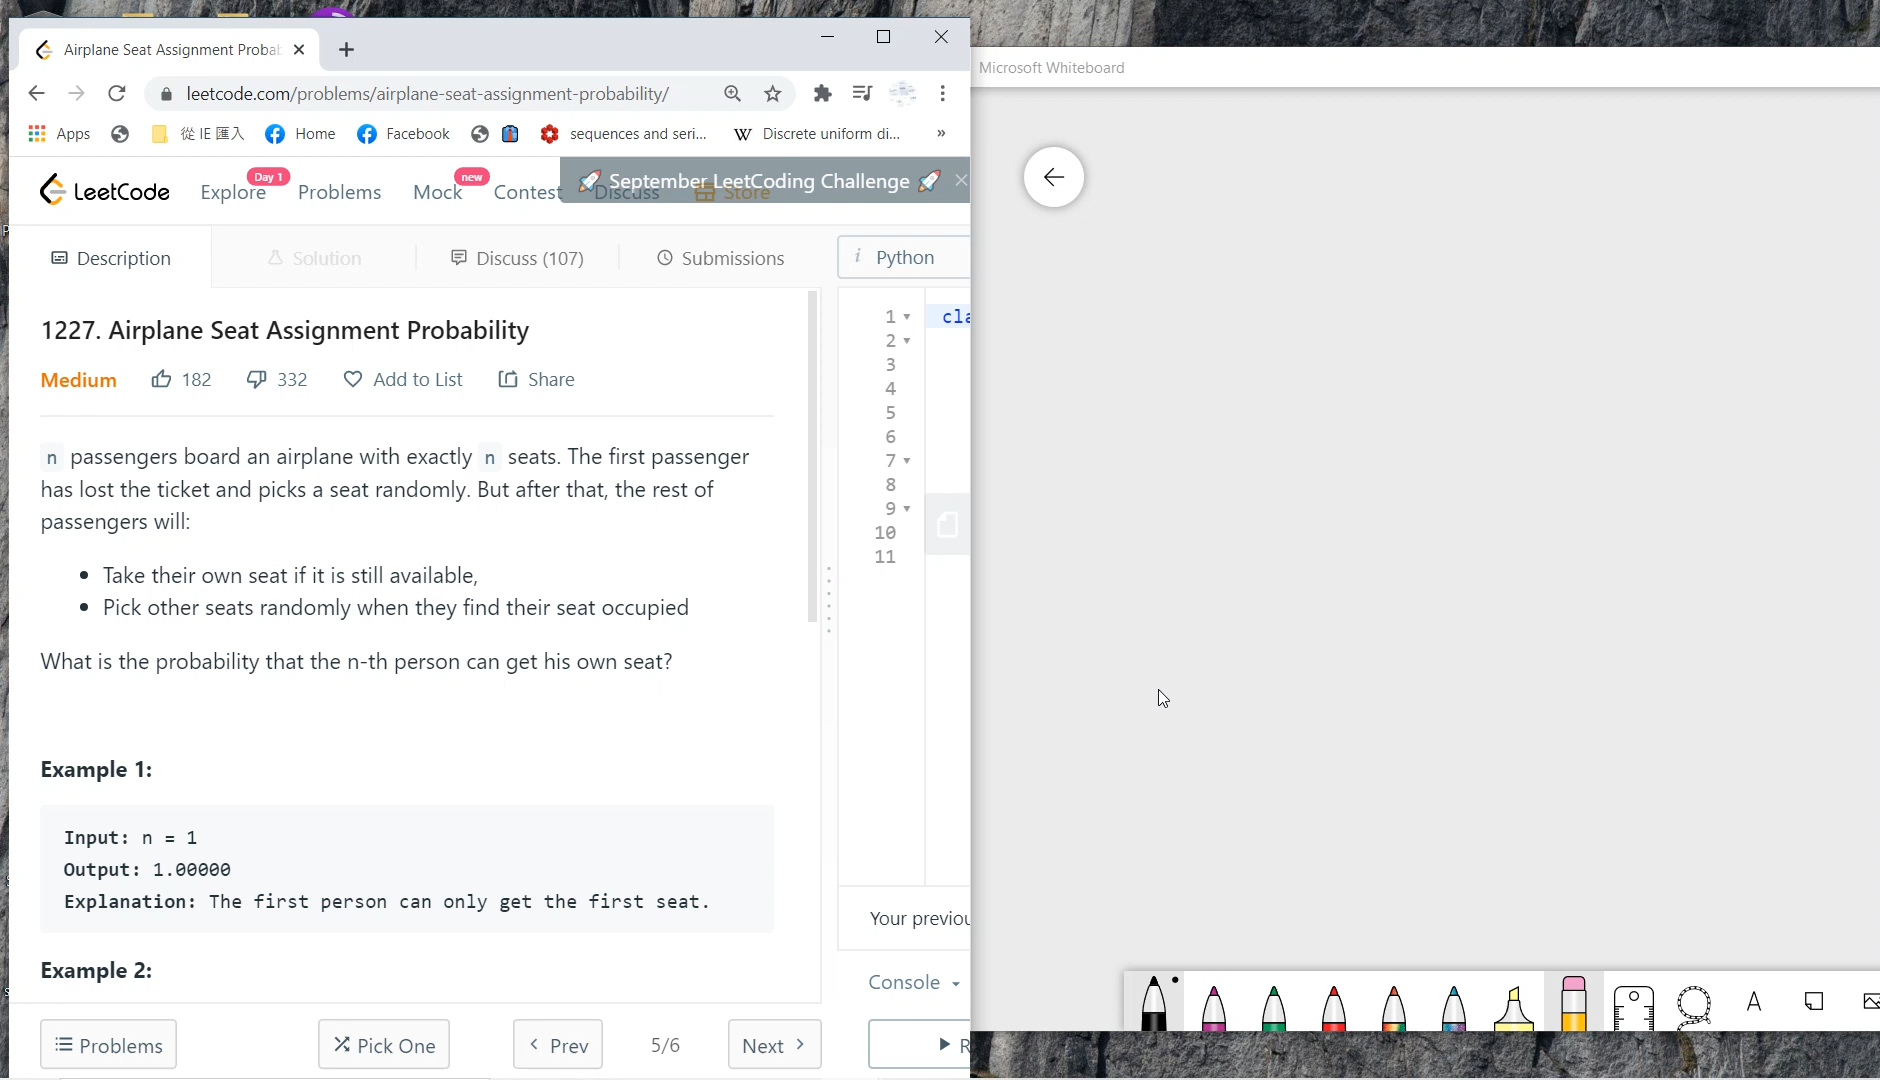 Airplane Seat Assignment Proba
leetcode.com/problems/airplane-seat-assignment-probability/
Apps
從 IE 匯入
Home
Facebook
sequences and seri...
W Discrete uniform di...
»
Microsoft Whiteboard
LeetCode
Explore
Day 1
Problems
Mock
new
Contest
Discuss
Store
September LeetCoding Challenge
Description
Solution
Discuss (107)
Submissions
i Python
1227. Airplane Seat Assignment Probability
Medium
182
332
Add to List
Share
n passengers board an airplane with exactly n seats. The first passenger
has lost the ticket and picks a seat randomly. But after that, the rest of
passengers will:
• Take their own seat if it is still available,
• Pick other seats randomly when they find their seat occupied
What is the probability that the n-th person can get his own seat?
Example 1:
Input: n = 1
Output: 1.00000
Explanation: The first person can only get the first seat.
Example 2:
1
2
3
4
5
6
7
8
9
10
11
cla
Your previou
Console
Problems
Pick One
Prev
5/6
Next
R
A